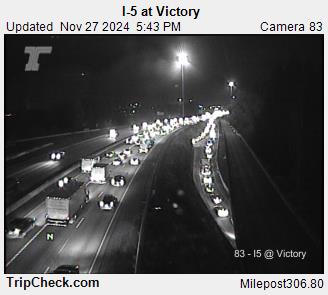 I-5 at Victory
Updated Nov 27 2024 5:43 PM Camera 83
N
83 - I5 @ Victory
TripCheck.com Milepost306.80